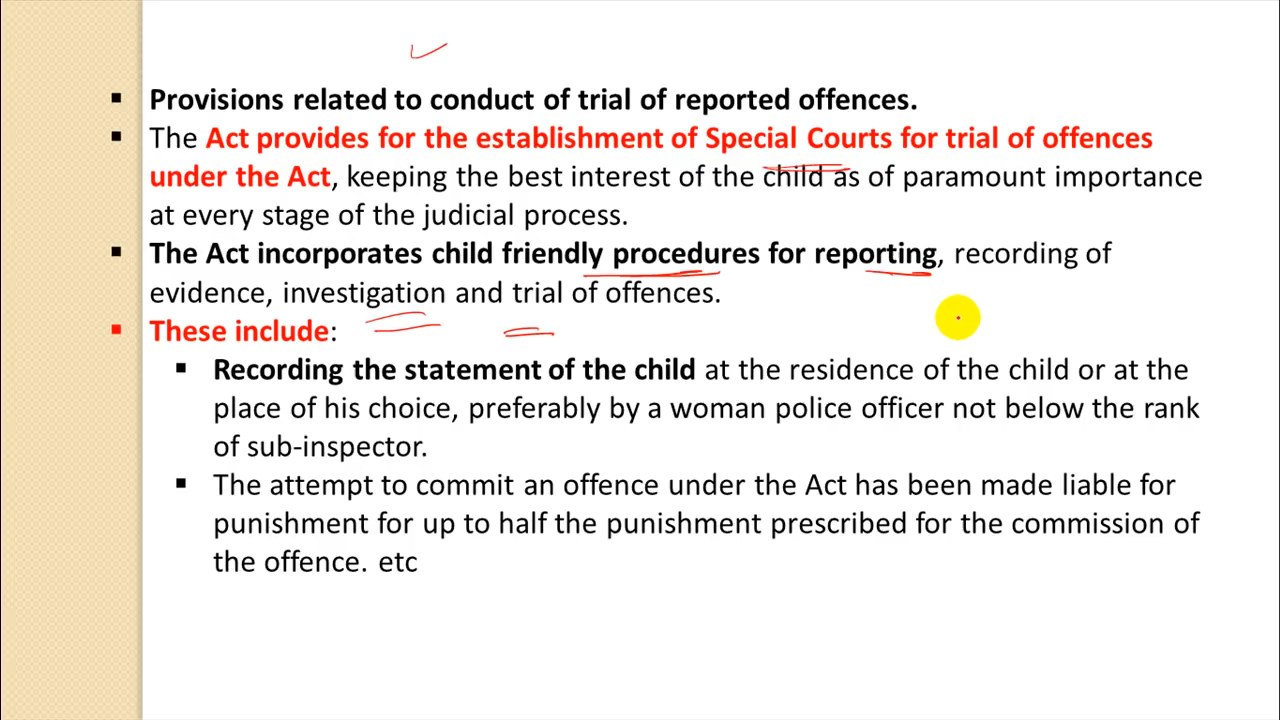 Provisions related to conduct of trial of reported offences.
The Act provides for the establishment of Special Courts for trial of offences
under the Act, keeping the best interest of the child as of paramount importance
at every stage of the judicial process.
The Act incorporates child friendly procedures for reporting, recording of
evidence, investigation and trial of offences.
These include:
Recording the statement of the child at the residence of the child or at the
place of his choice, preferably by a woman police officer not below the rank
of sub-inspector.
The attempt to commit an offence under the Act has been made liable for
punishment for up to half the punishment prescribed for the commission of
the offence. etc